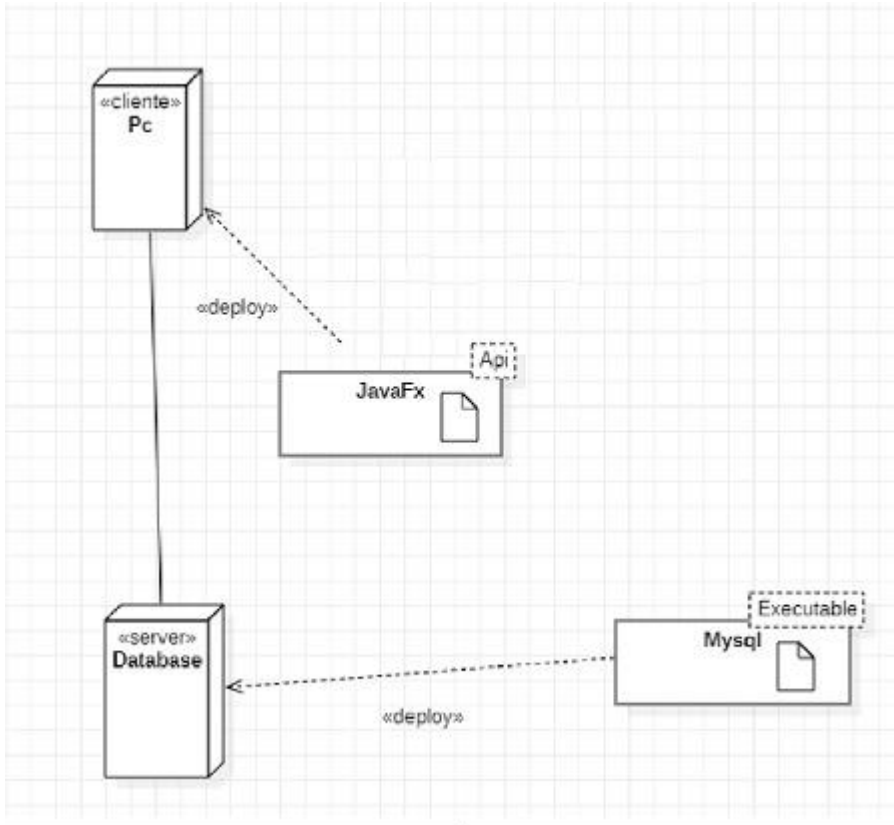 «cliente»
Pc
«deploy»
Api
JavaFx
Executable
Mysql
«server»
Database
«deploy»